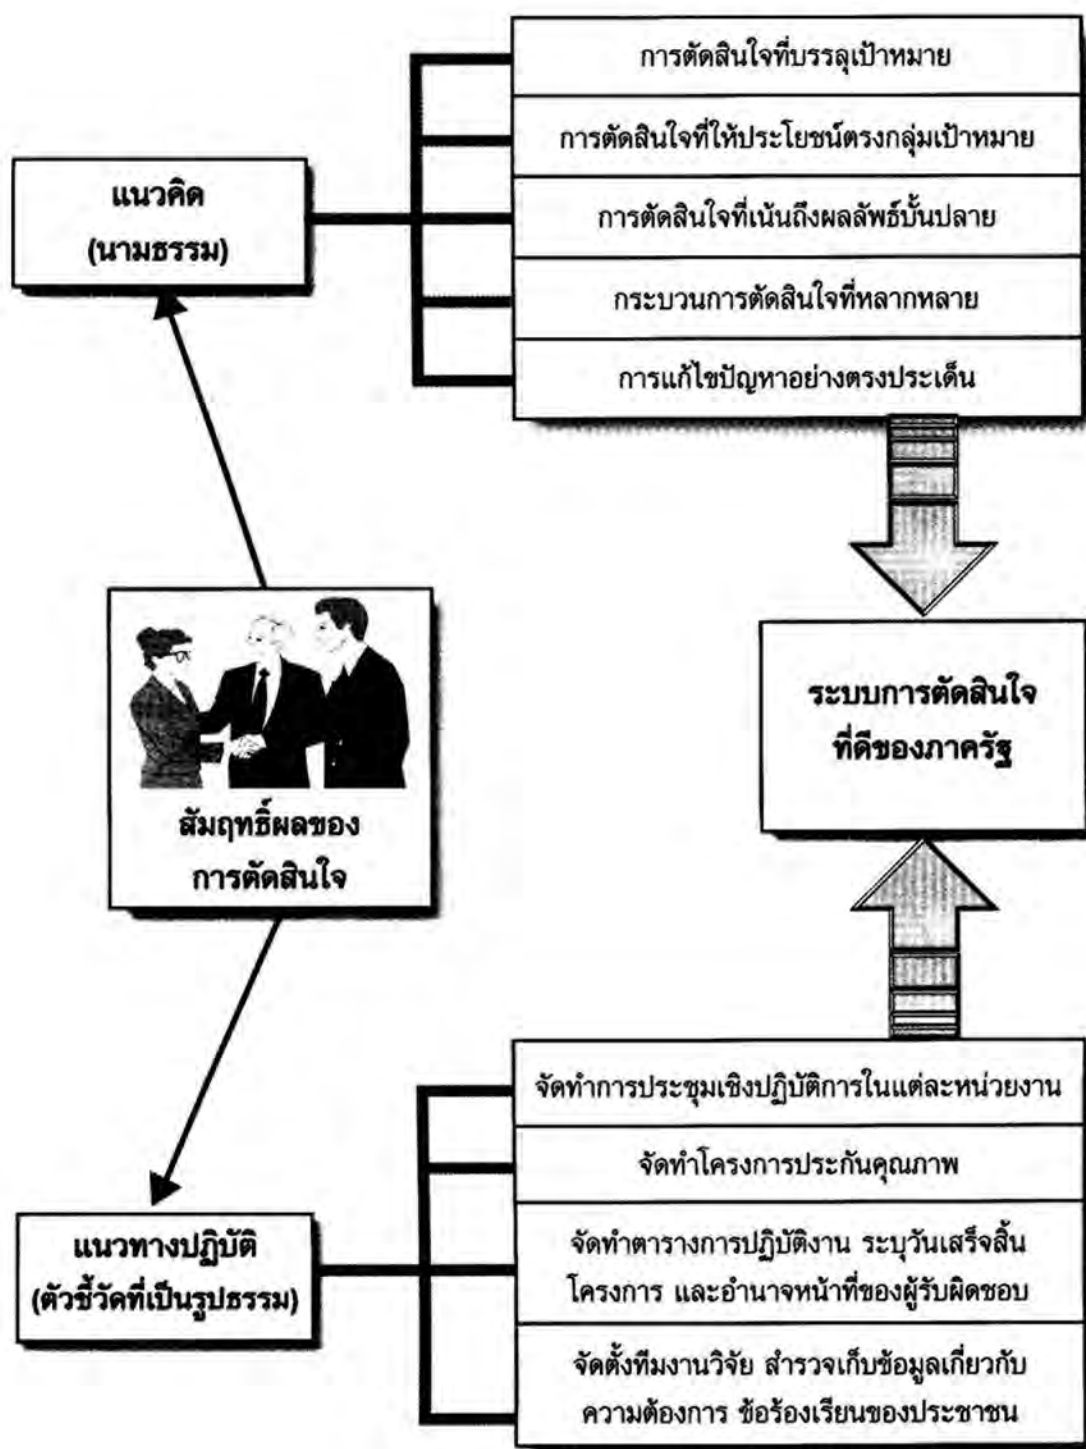 การตัดสินใจที่บรรลุเป้าหมาย
การตัดสินใจที่ให้ประโยชน์ตรงกลุ่มเป้าหมาย
การตัดสินใจที่เน้นถึงผลลัพธ์บั้นปลาย
กระบวนการตัดสินใจที่หลากหลาย
การแก้ไขปัญหาอย่างตรงประเด็น
แนวคิด
(นามธรรม)
สัมฤทธิ์ผลของ
การตัดสินใจ
ระบบการตัดสินใจ
ที่ดีของภาครัฐ
แนวทางปฏิบัติ
(ตัวชี้วัดที่เป็นรูปธรรม)
จัดทำการประชุมเชิงปฏิบัติการในแต่ละหน่วยงาน
จัดทำโครงการประกันคุณภาพ
จัดทำตารางการปฏิบัติงาน ระบุวันเสร็จสิ้น
โครงการ และอำนาจหน้าที่ของผู้รับผิดชอบ
จัดตั้งทีมงานวิจัย สำรวจเก็บข้อมูลเกี่ยวกับ
ความต้องการ ข้อร้องเรียนของประชาชน